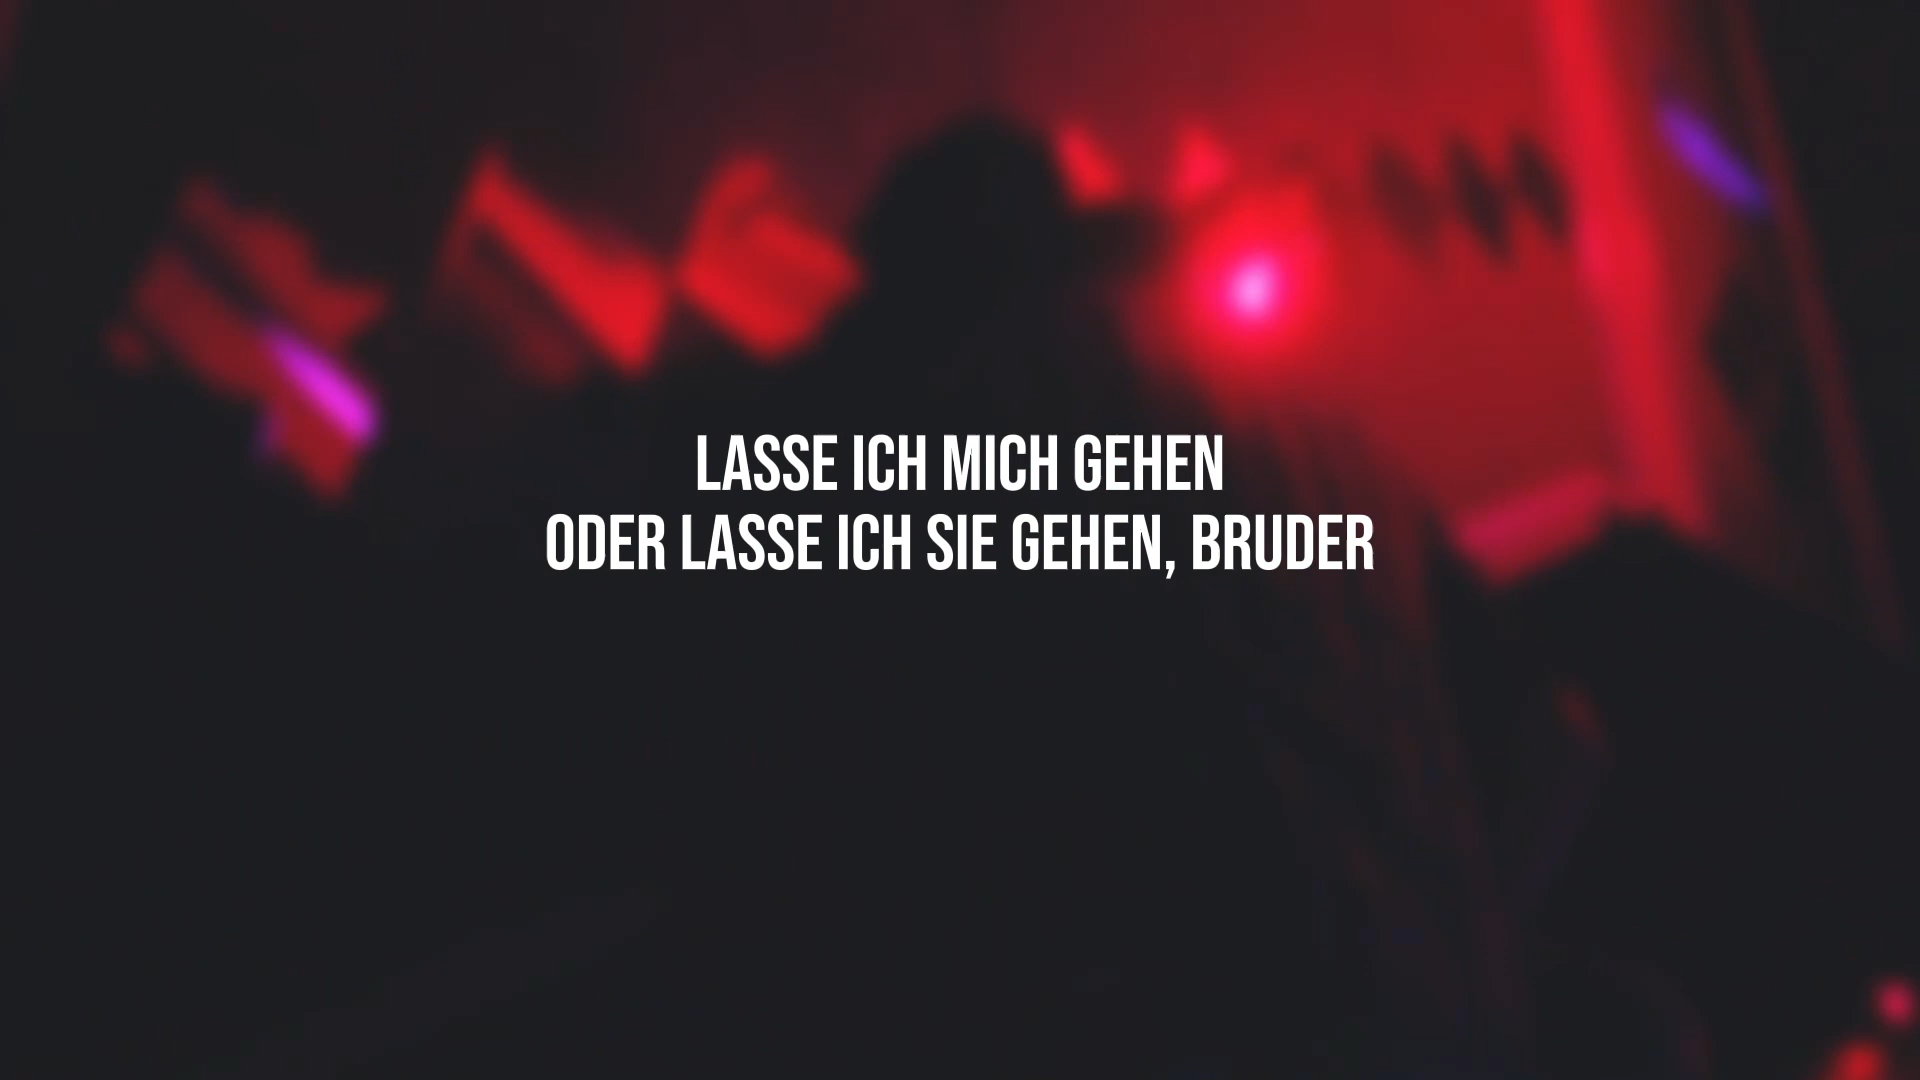 LASSE ICH MICH GEHEN
ODER LASSE ICH SIE GEHEN, BRUDER